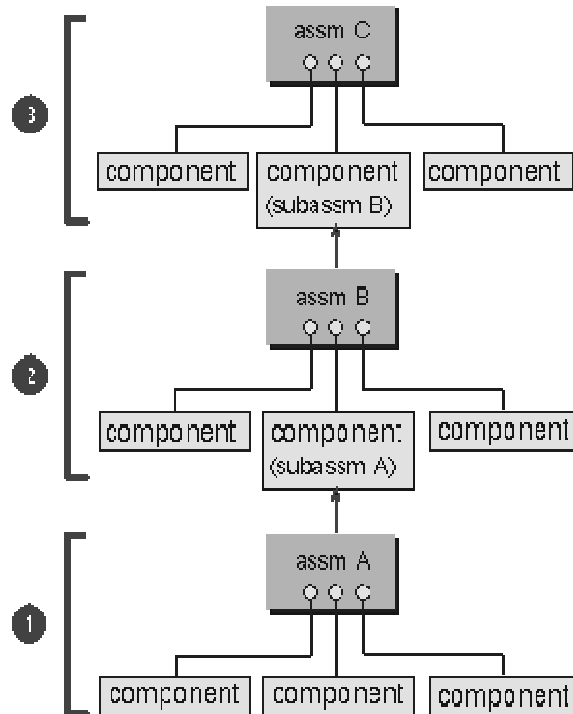 assm C
3
component
component
(subassm B)
component
assm B
2
component
component
(subassm A)
component
assm A
1
component
component
component